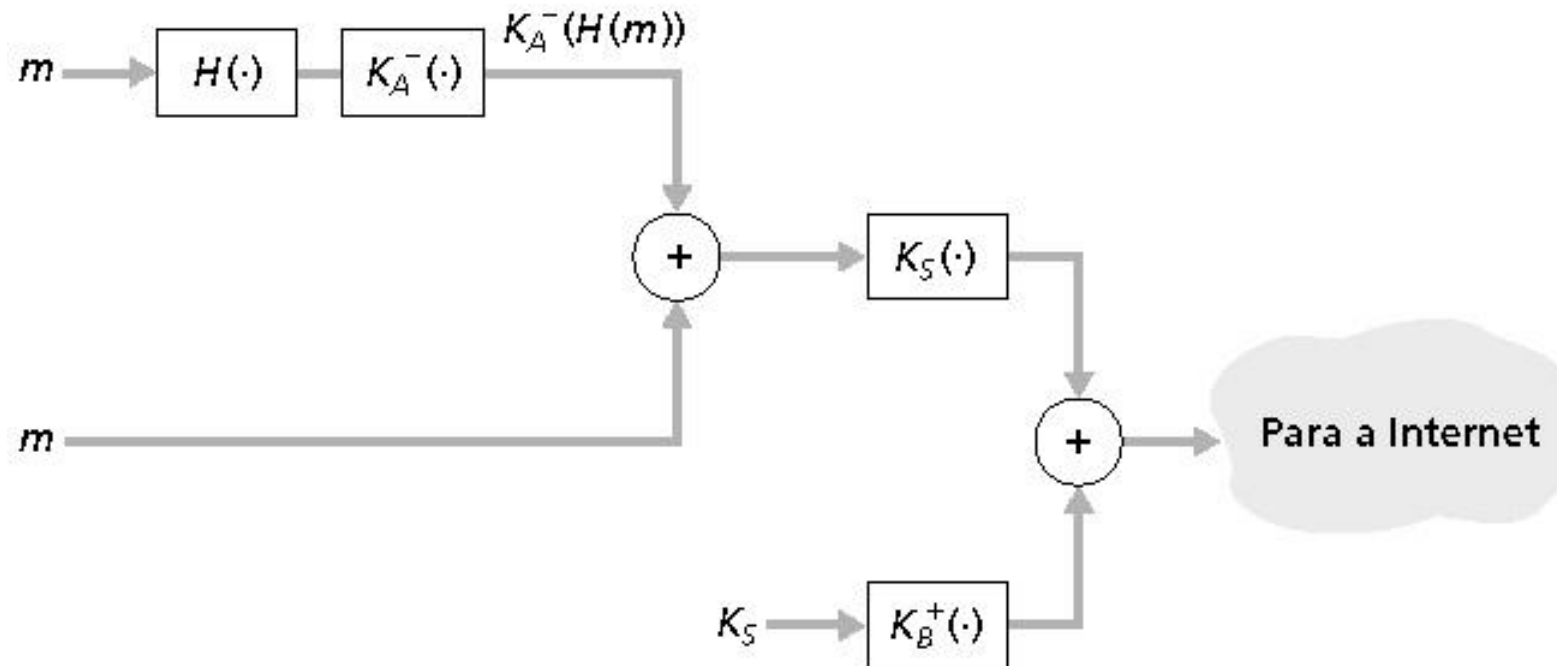 K_A^-(H(m))
m
H(·)
K_A^-(·)
+
K_S(·)
m
+
Para a Internet
K_S
K_B^+(·)